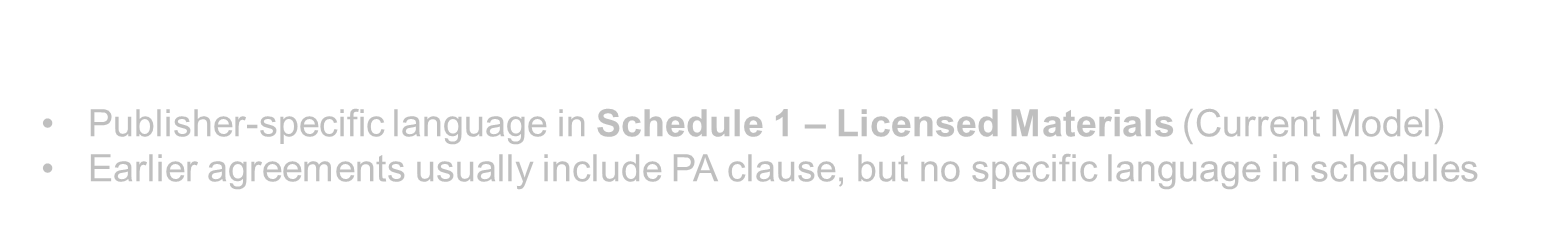 • Publisher-specific language in Schedule 1 – Licensed Materials (Current Model)
• Earlier agreements usually include PA clause, but no specific language in schedules